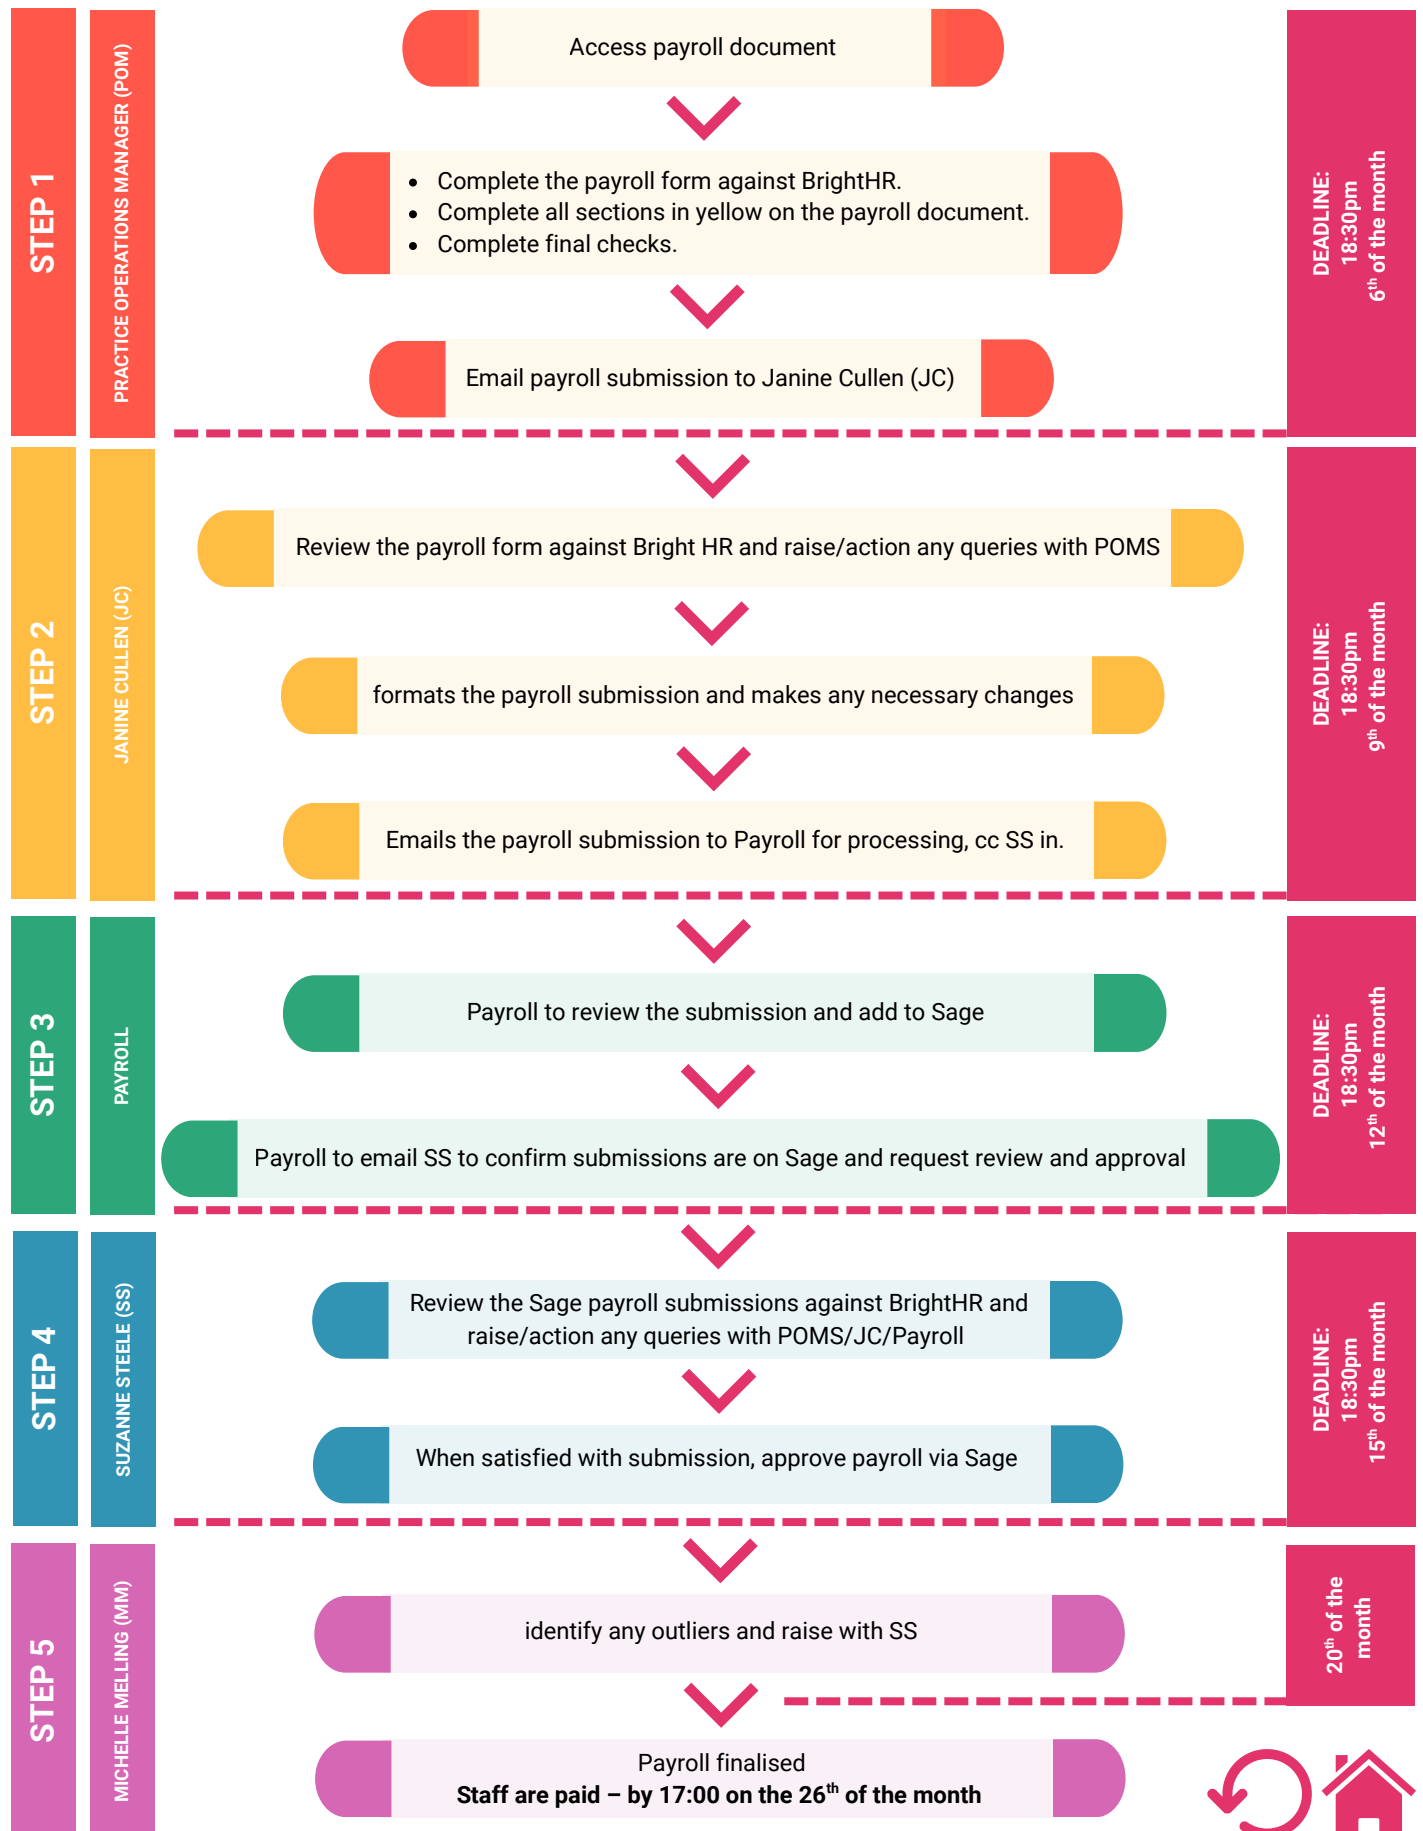 STEP 1
PRACTICE OPERATIONS MANAGER (POM)
Access payroll document
• Complete the payroll form against BrightHR.
• Complete all sections in yellow on the payroll document.
• Complete final checks.
Email payroll submission to Janine Cullen (JC)
DEADLINE:
18:30pm
6th of the month
STEP 2
JANINE CULLEN (JC)
Review the payroll form against Bright HR and raise/action any queries with POMS
formats the payroll submission and makes any necessary changes
Emails the payroll submission to Payroll for processing, cc SS in.
DEADLINE:
18:30pm
9th of the month
STEP 3
PAYROLL
Payroll to review the submission and add to Sage
Payroll to email SS to confirm submissions are on Sage and request review and approval
DEADLINE:
18:30pm
12th of the month
STEP 4
SUZANNE STEELE (SS)
Review the Sage payroll submissions against BrightHR and
raise/action any queries with POMS/JC/Payroll
When satisfied with submission, approve payroll via Sage
DEADLINE:
18:30pm
15th of the month
STEP 5
MICHELLE MELLING (MM)
identify any outliers and raise with SS
20th of the
month
Payroll finalised
Staff are paid – by 17:00 on the 26th of the month